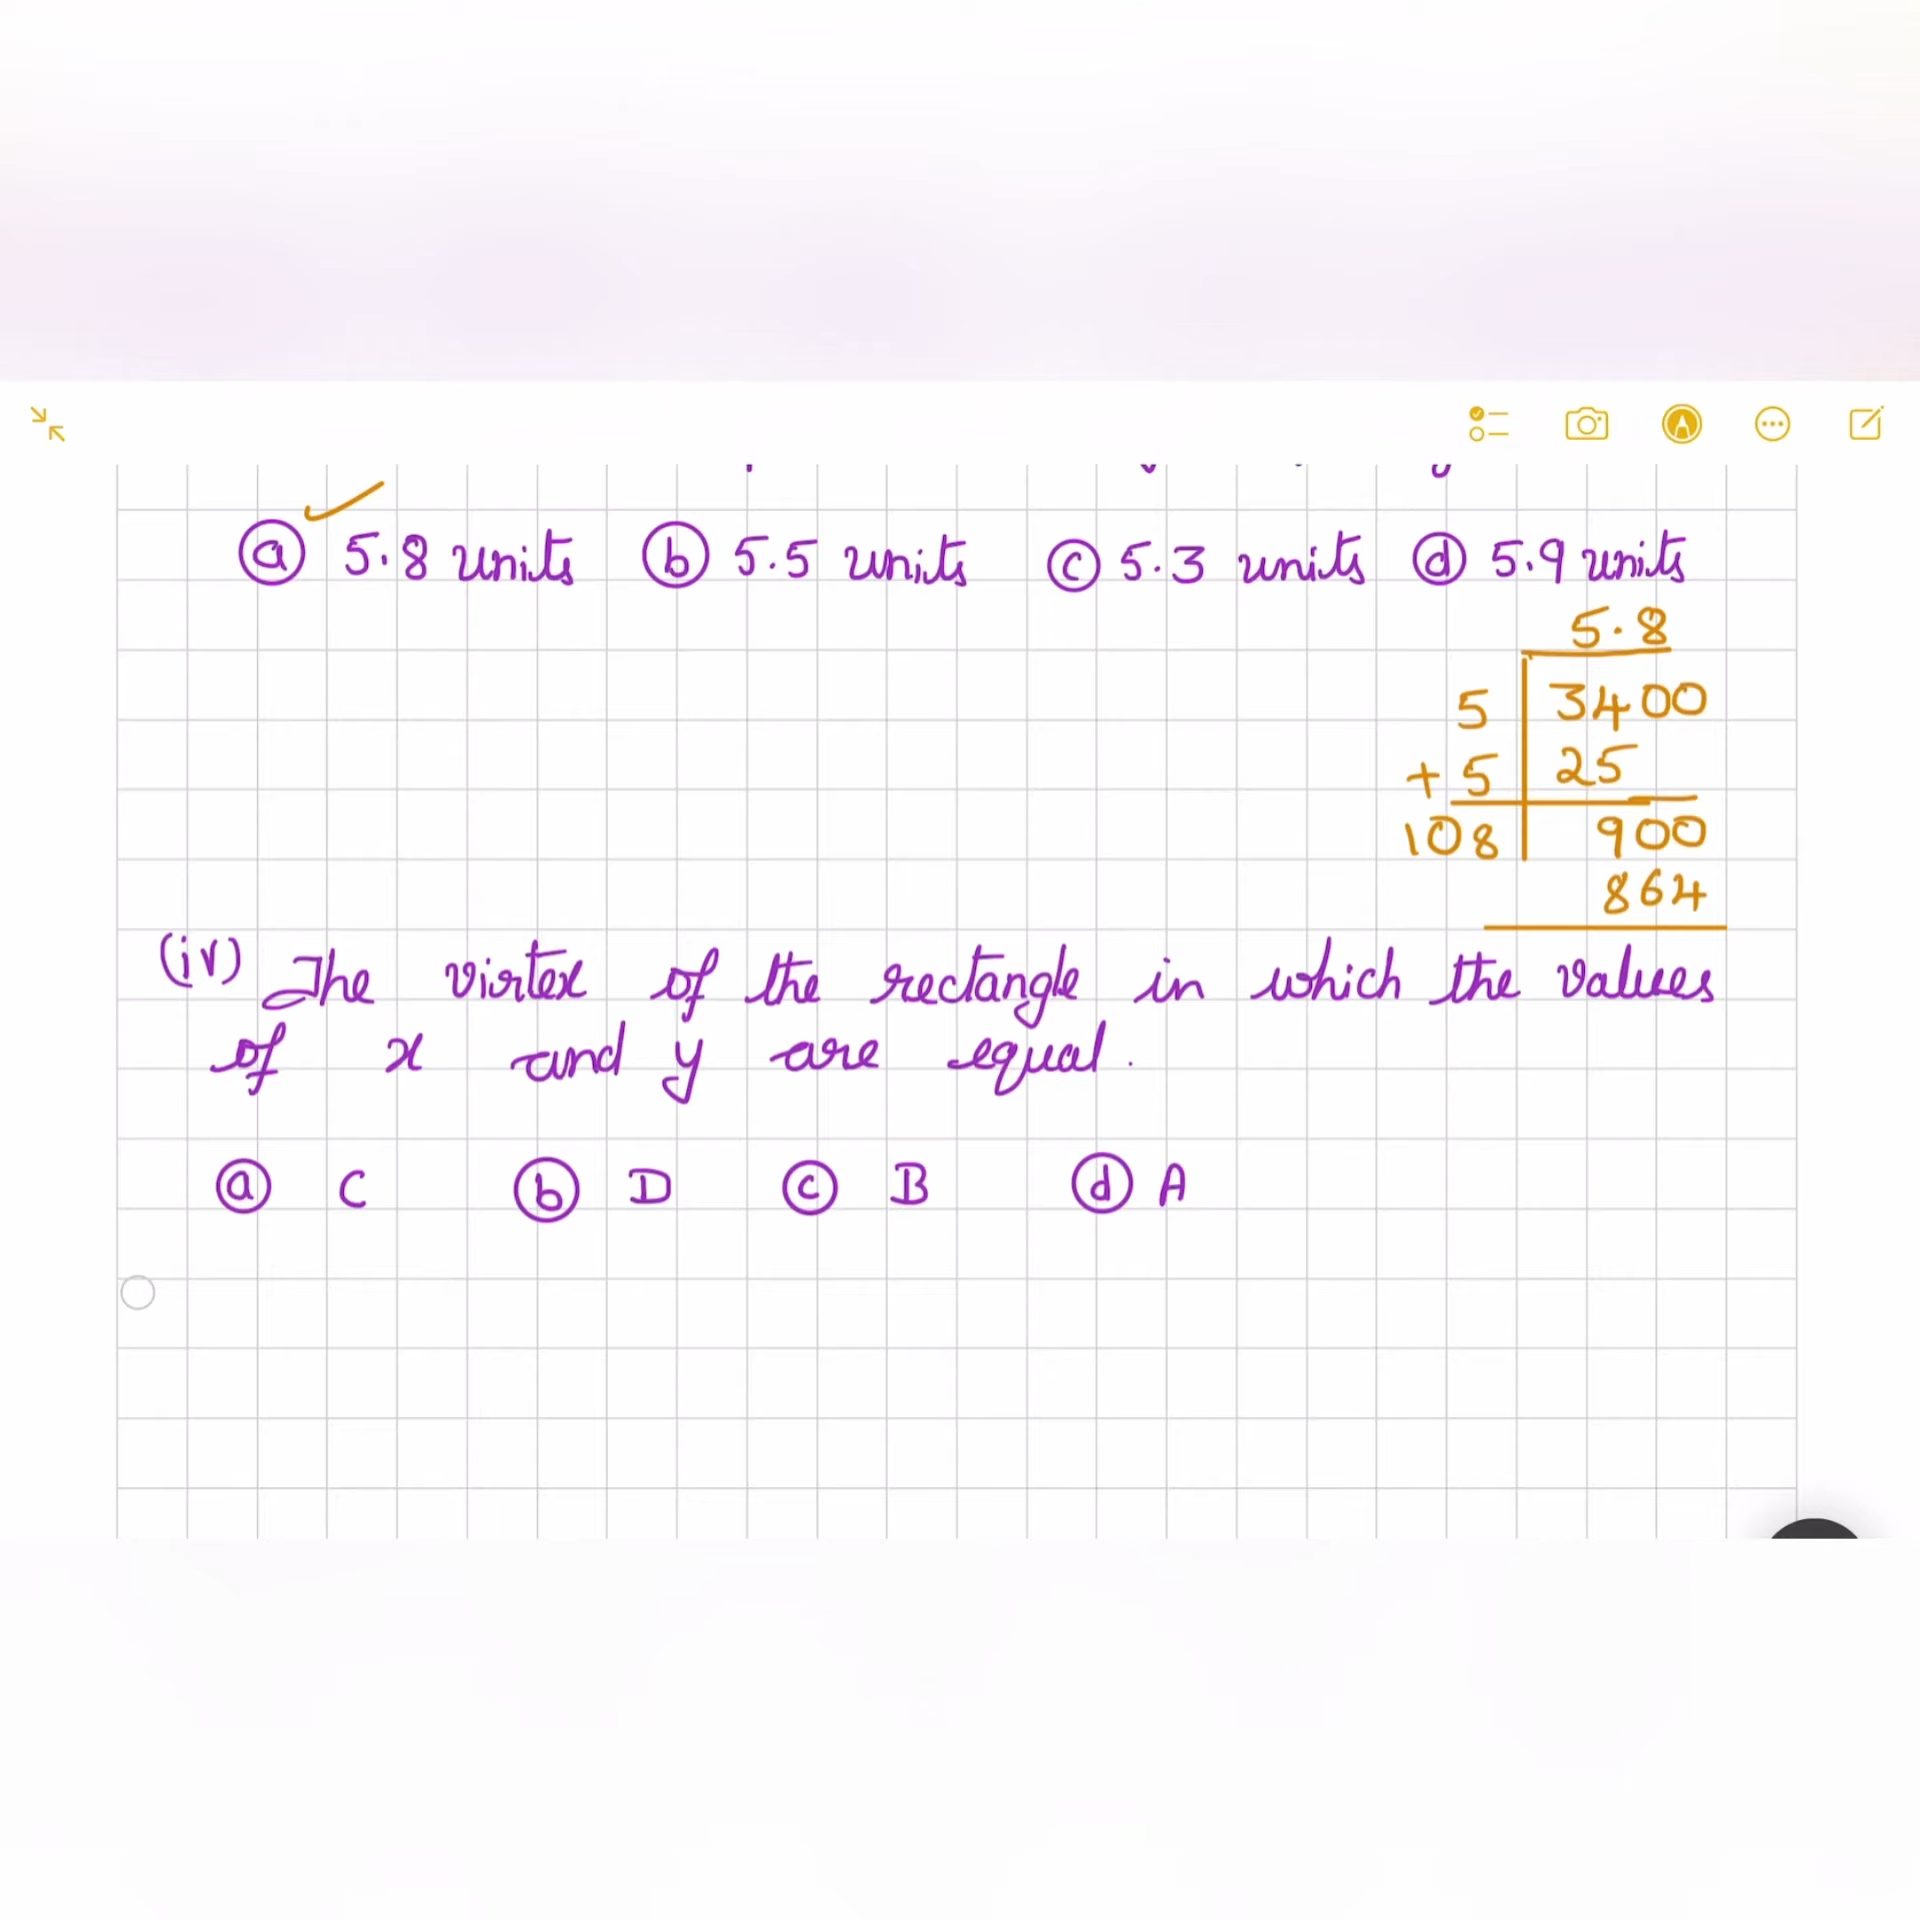 ⓐ 5.8 units ⓑ 5.5 units ⓒ 5.3 units ⓓ 5.9 units
5.8
5 3400
+ 5 25
108 900
864
(iv) The virtex of the rectangle in which the values
of x and y are equal.
ⓐ C ⓑ D ⓒ B ⓓ A